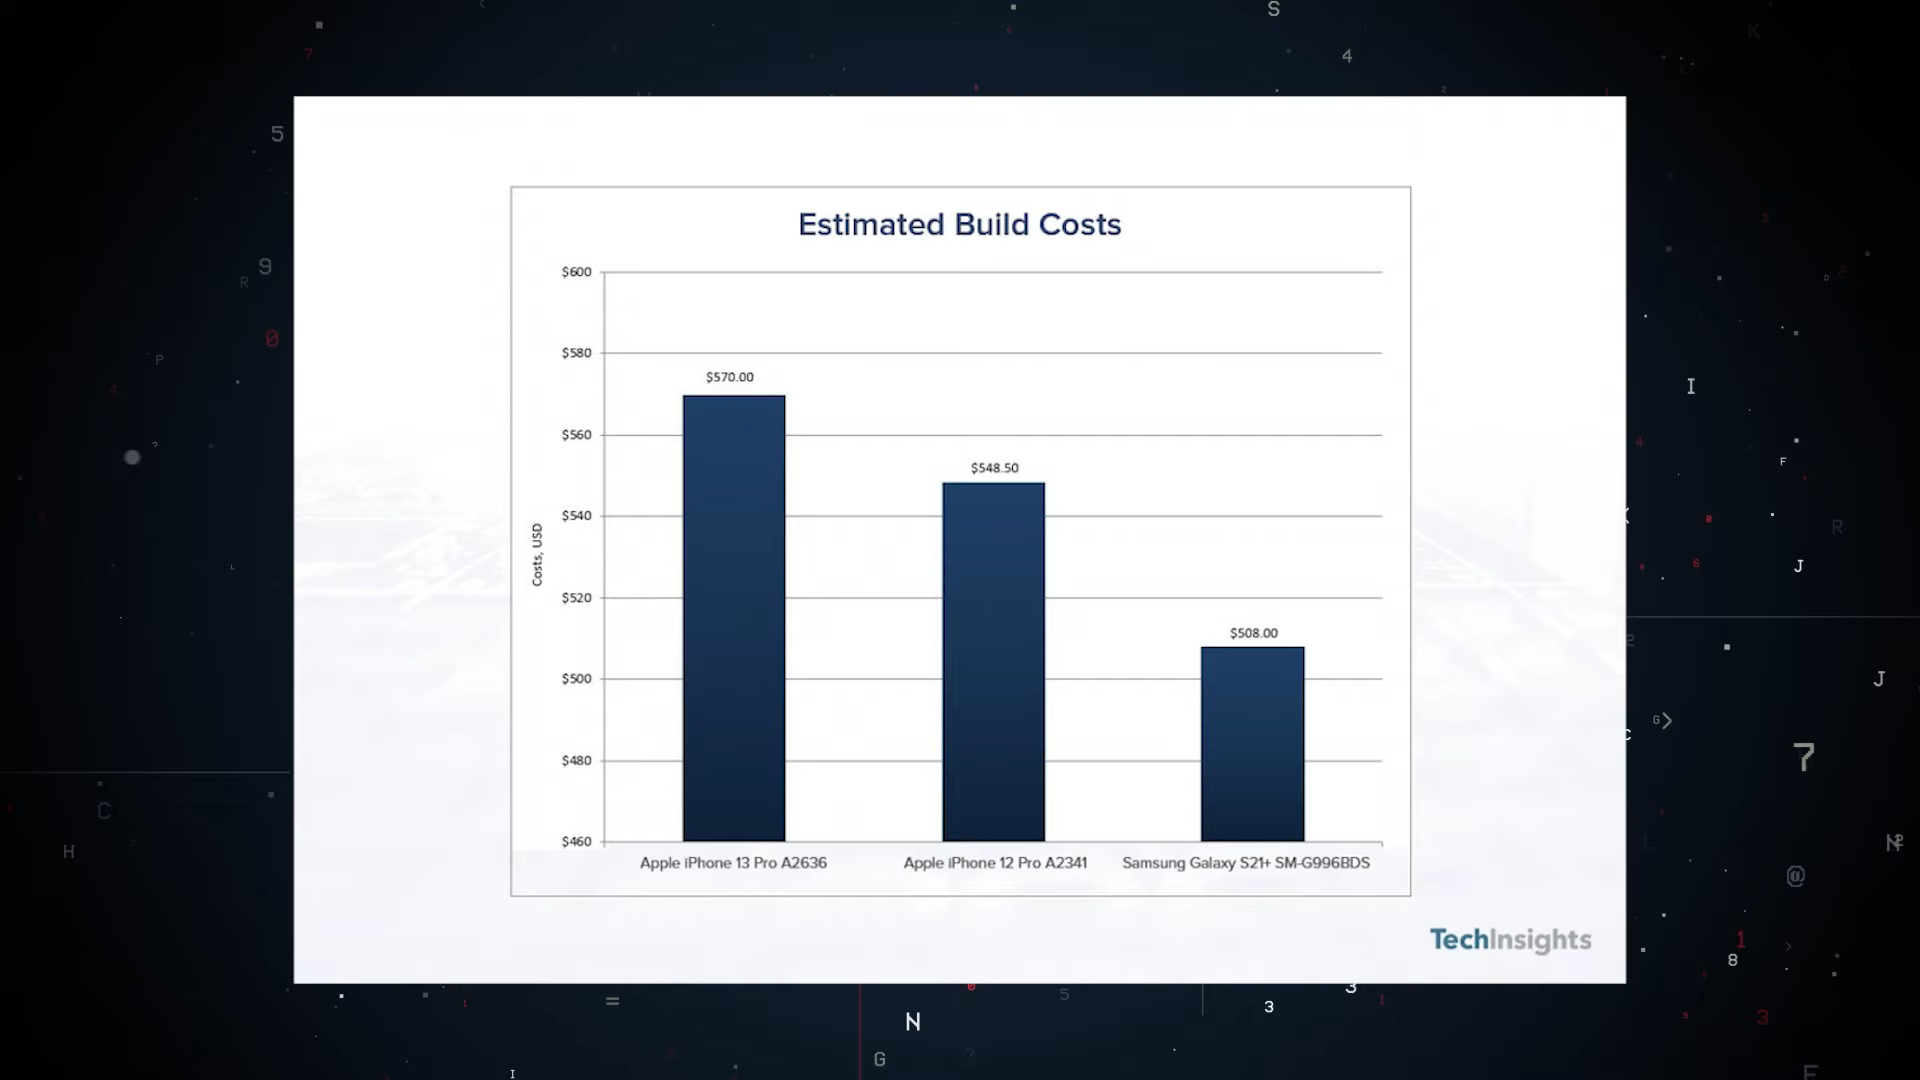 Estimated Build Costs
$600
$580
$570.00
$560
$548.50
$540
Costs, USD
$520
$508.00
$500
$480
$460
Apple iPhone 13 Pro A2636
Apple iPhone 12 Pro A2341
Samsung Galaxy S21+ SM-G996BDS
TechInsights